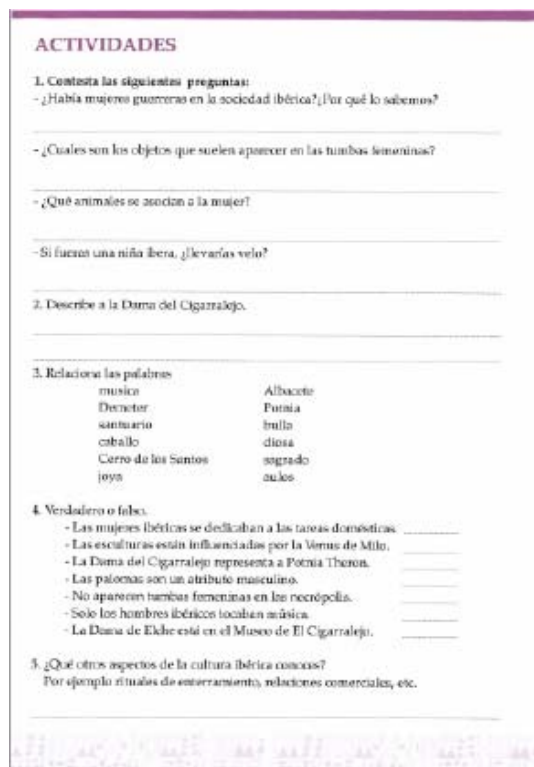 ACTIVIDADES
1. Contesta las siguientes preguntas:
- ¿Había mujeres guerreras en la sociedad ibérica?¿Por qué lo sabemos?
- ¿Cuales son los objetos que suelen aparecer en las tumbas femeninas?
- ¿Qué animales se asocian a la mujer?
- Si fueras una niña ibera, ¿llevarías velo?
2. Describe a la Dama del Cigarralejo.
3. Relaciona las palabras
musica Albacete
Demeter Potnia
santuario bulla
caballo diosa
Cerro de los Santos sagrado
joya aulos
4. Verdadero o falso.
- Las mujeres ibéricas se dedicaban a las tareas domésticas.
- Las esculturas están influenciadas por la Venus de Milo.
- La Dama del Cigarralejo representa a Potnia Theron.
- Las palomas son un atributo masculino.
- No aparecen tumbas femeninas en las necrópolis.
- Solo los hombres ibéricos tocaban música.
- La Dama de Elche está en el Museo de El Cigarralejo.
5. ¿Qué otros aspectos de la cultura ibérica conoces?
Por ejemplo rituales de enterramiento, relaciones comerciales, etc.